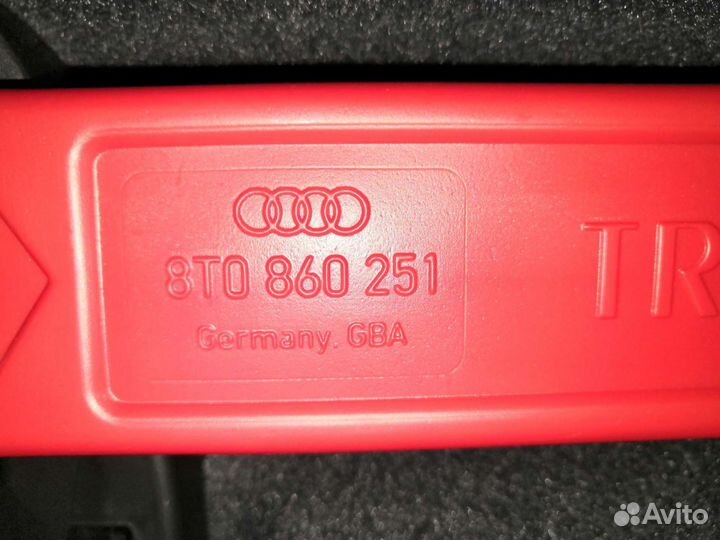 8T0 860 251
TR
Germany, GBA
Avito